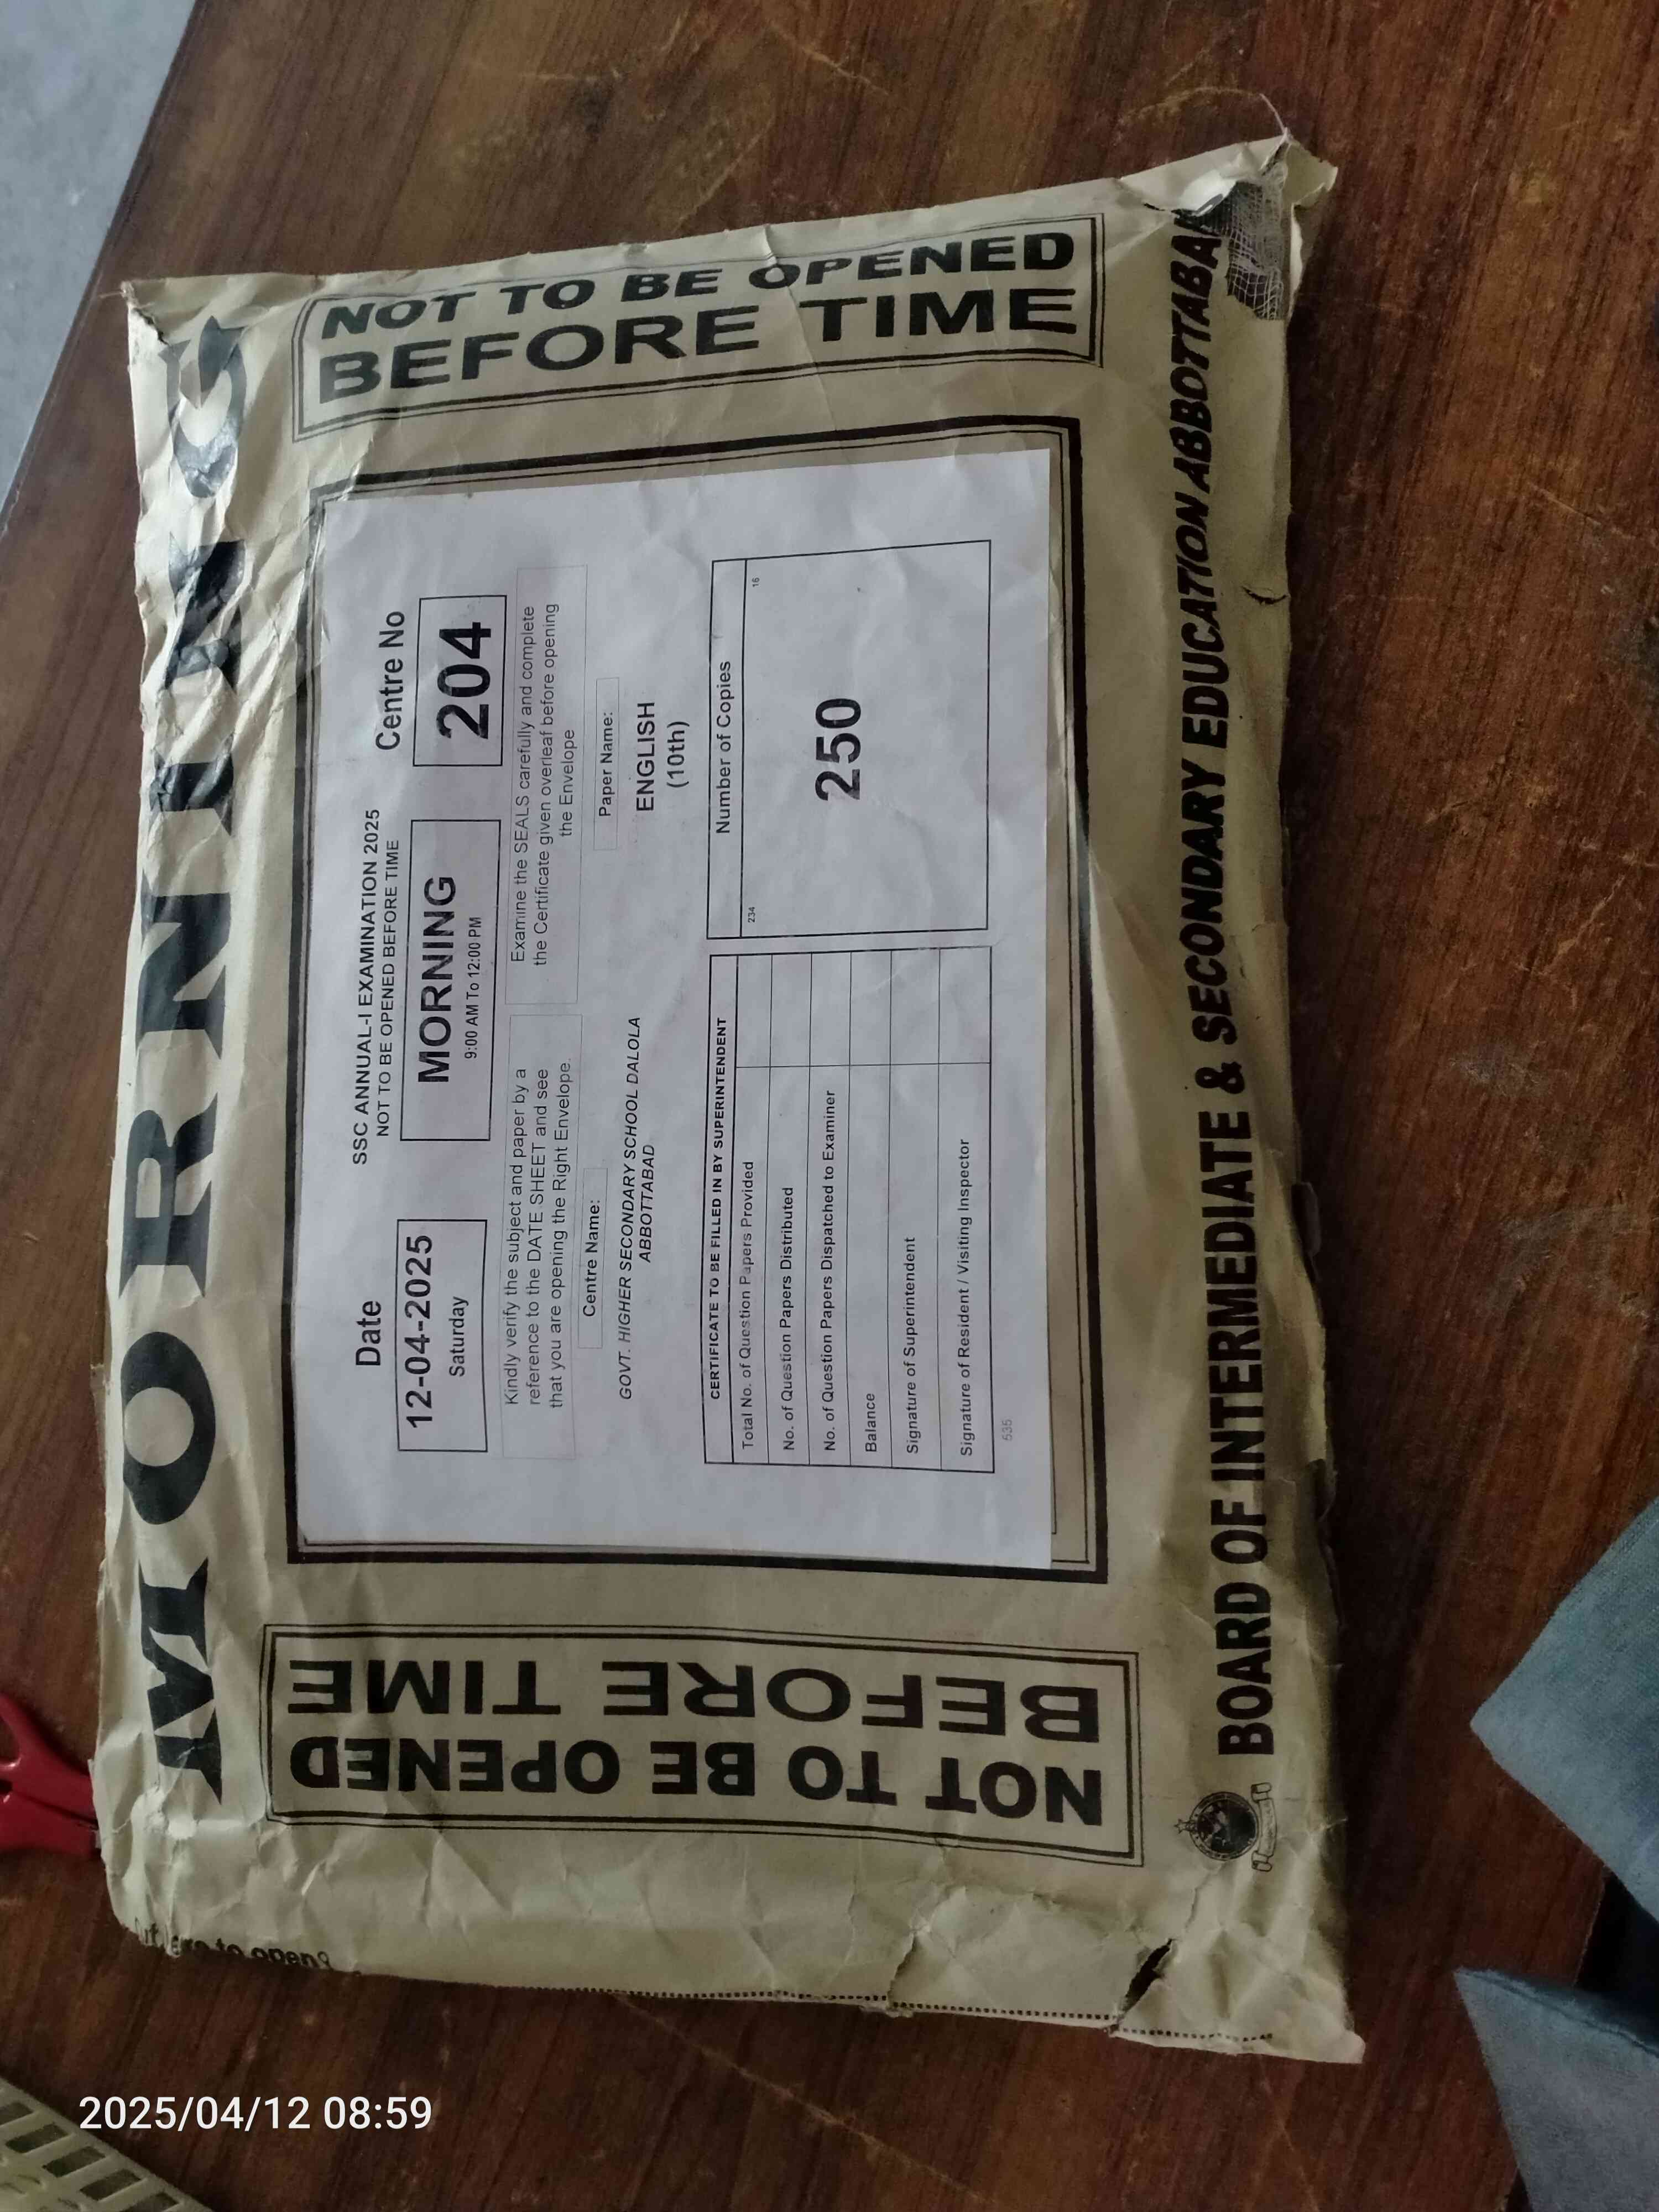 MORNING
NOT TO BE OPENED
BEFORE TIME
NOT TO BE OPENED
BEFORE TIME
SSC ANNUAL-I EXAMINATION 2025
NOT TO BE OPENED BEFORE TIME
Date
12-04-2025
Saturday
MORNING
9:00 AM To 12:00 PM
Centre No
204
Kindly verify the subject and paper by a
reference to the DATE SHEET and see
that you are opening the Right Envelope.
Examine the SEALS carefully and complete
the Certificate given overleaf before opening
the Envelope
Centre Name:
GOVT. HIGHER SECONDARY SCHOOL DALOLA
ABBOTTABAD
Paper Name:
ENGLISH
(10th)
CERTIFICATE TO BE FILLED IN BY SUPERINTENDENT
Total No. of Question Papers Provided
No. of Question Papers Distributed
No. of Question Papers Dispatched to Examiner
Balance
Signature of Superintendent
Signature of Resident / Visiting Inspector
Number of Copies
234
16
250
535
BOARD OF INTERMEDIATE & SECONDARY EDUCATION ABBOTTABAD
to open
2025/04/12 08:59